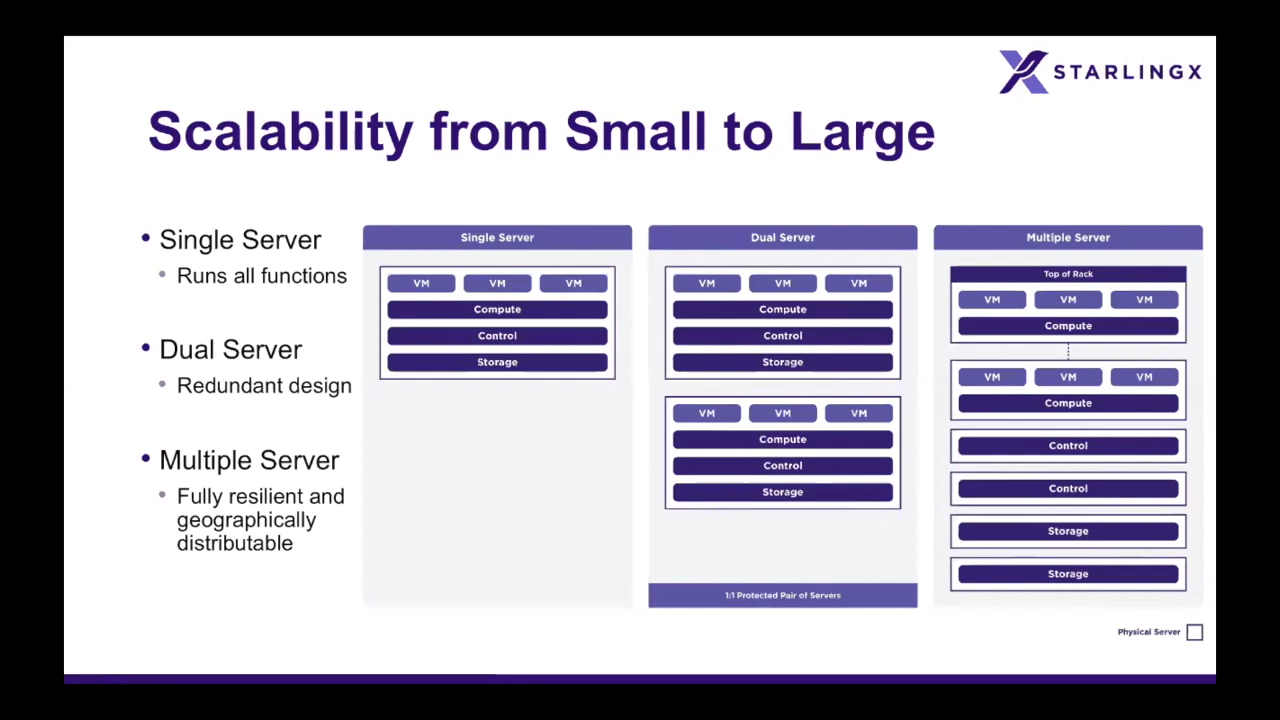 STARLINGX
Scalability from Small to Large
• Single Server
• Runs all functions
• Dual Server
• Redundant design
• Multiple Server
• Fully resilient and
geographically
distributable
Single Server
VM VM VM
Compute
Control
Storage
Dual Server
VM VM VM
Compute
Control
Storage
VM VM VM
Compute
Control
Storage
1:1 Protected Pair of Servers
Multiple Server
Top of Rack
VM VM VM
Compute
VM VM VM
Compute
Control
Control
Storage
Storage
Physical Server